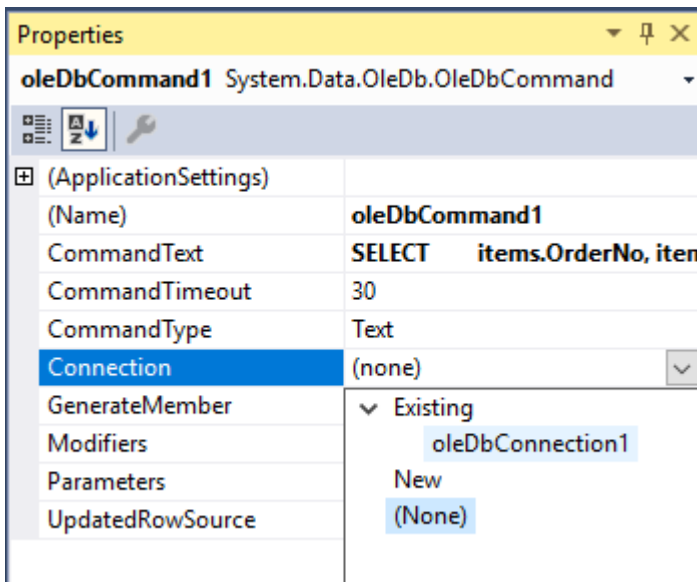 Properties
oleDbCommand1 System.Data.OleDb.OleDbCommand
A
Z
(ApplicationSettings)
(Name) oleDbCommand1
CommandText SELECT items.OrderNo, iten
CommandTimeout 30
CommandType Text
Connection (none)
GenerateMember Existing
Modifiers oleDbConnection1
Parameters New
UpdatedRowSource (None)